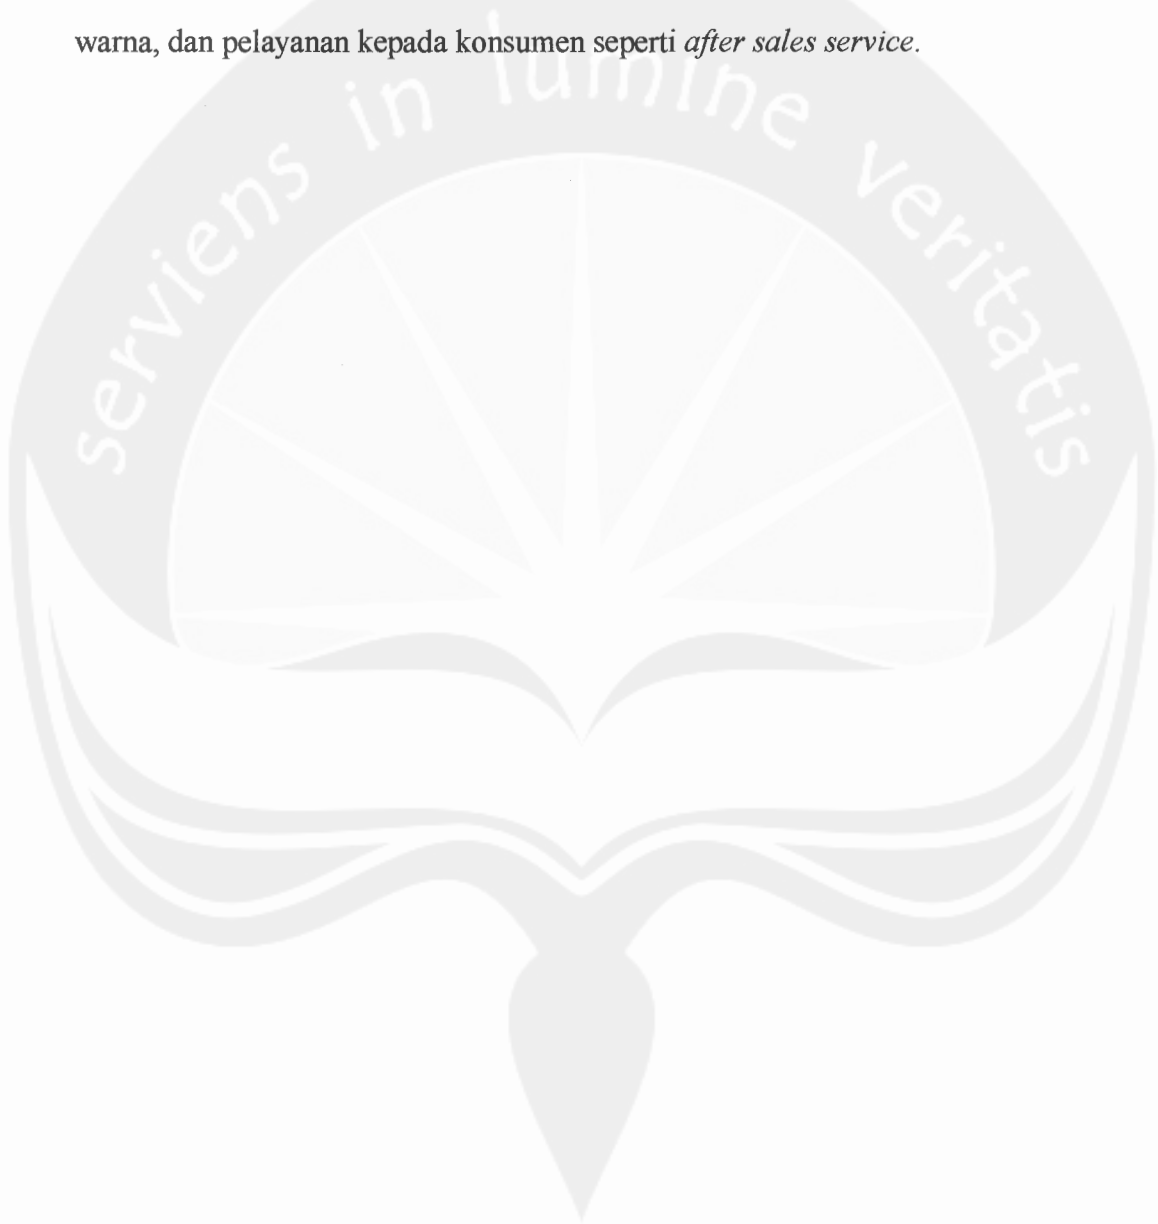 warna, dan pelayanan kepada konsumen seperti after sales service.
serviens in lumine veritatis